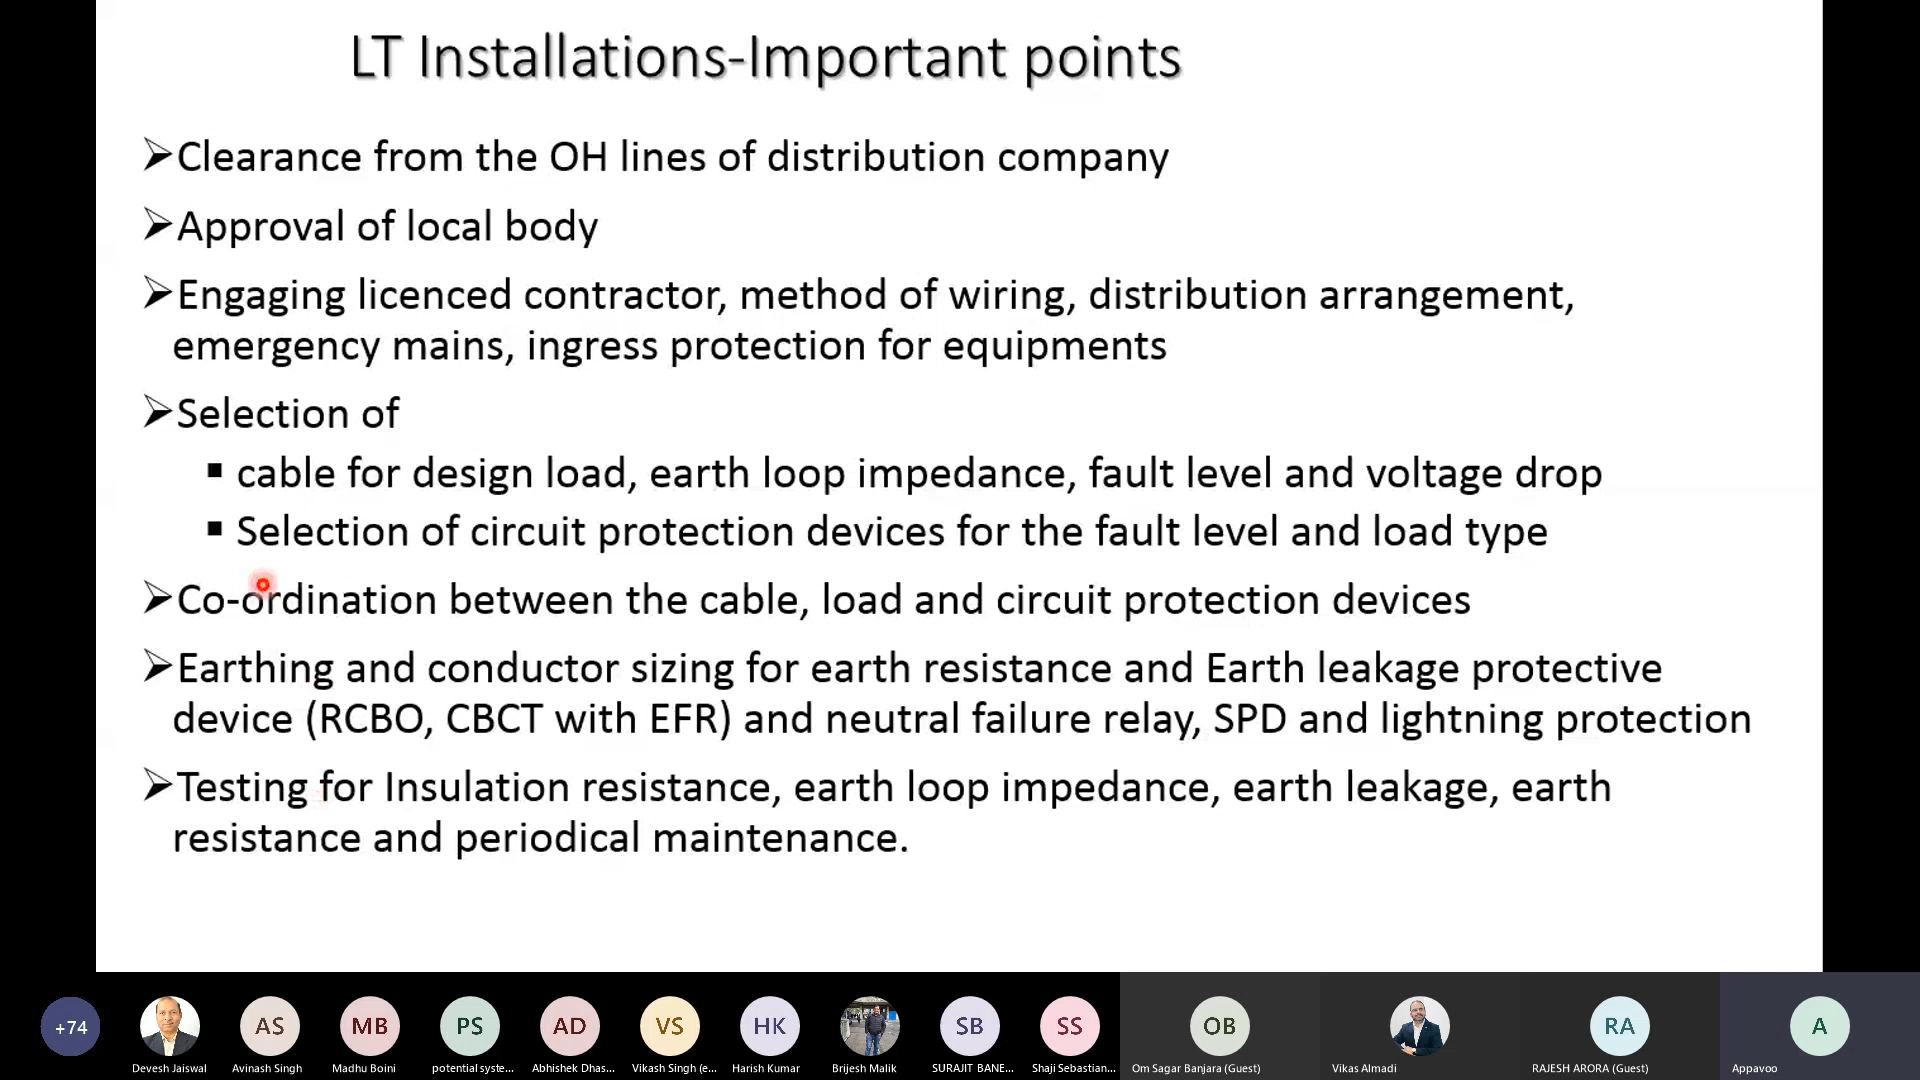 LT Installations-Important points
➢Clearance from the OH lines of distribution company
➢Approval of local body
➢Engaging licenced contractor, method of wiring, distribution arrangement,
emergency mains, ingress protection for equipments
➢Selection of
▪ cable for design load, earth loop impedance, fault level and voltage drop
▪ Selection of circuit protection devices for the fault level and load type
➢Co-ordination between the cable, load and circuit protection devices
➢Earthing and conductor sizing for earth resistance and Earth leakage protective
device (RCBO, CBCT with EFR) and neutral failure relay, SPD and lightning protection
➢Testing for Insulation resistance, earth loop impedance, earth leakage, earth
resistance and periodical maintenance.
+74 AS MB PS AD VS HK SB SS OB RA A
Devesh Jaiswal Avinash Singh Madhu Boini potential syste... Abhishek Dhas... Vikash Singh (e... Harish Kumar Brijesh Malik SURAJIT BANE... Shaji Sebastian... Om Sagar Banjara (Guest) Vikas Almadi RAJESH ARORA (Guest) Appavoo